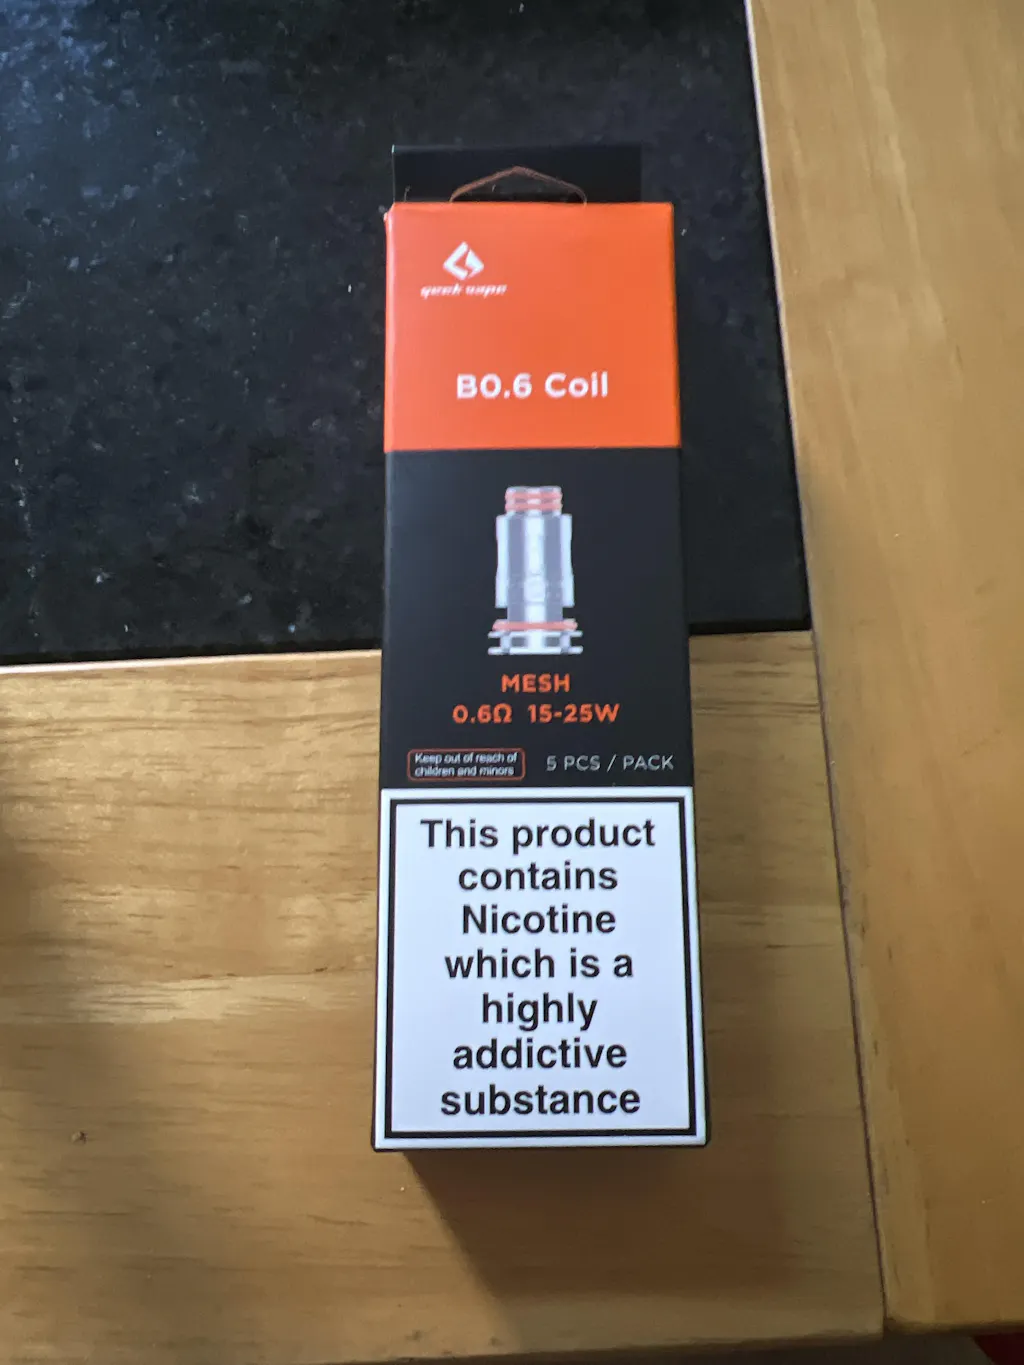 geek vape
B0.6 Coil
MESH
0.6Ω 15-25W
Keep out of reach of
children and minors
5 PCS / PACK
This product
contains
Nicotine
which is a
highly
addictive
substance